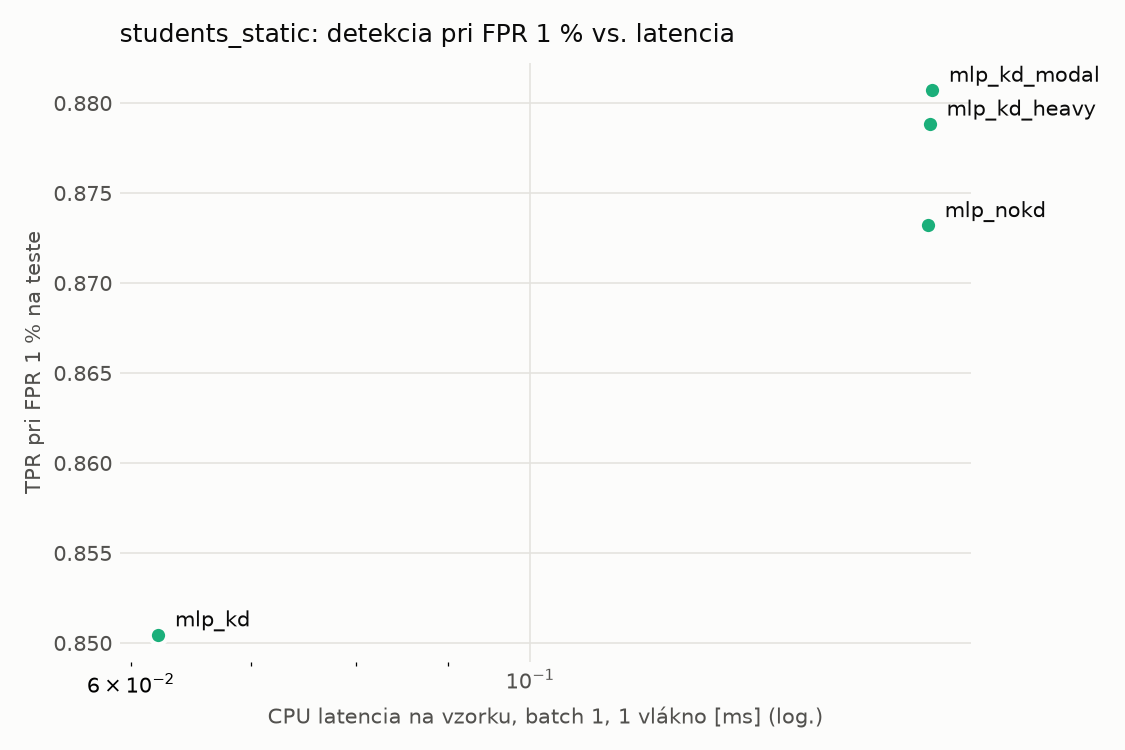 students_static: detekcia pri FPR 1 % vs. latencia
mlp_kd_modal
0.880
mlp_kd_heavy
0.875
mlp_nokd
0.870
0.865
0.860
0.855
mlp_kd
0.850
TPR pri FPR 1 % na teste
6 × 10⁻²
10⁻¹
CPU latencia na vzorku, batch 1, 1 vlákno [ms] (log.)